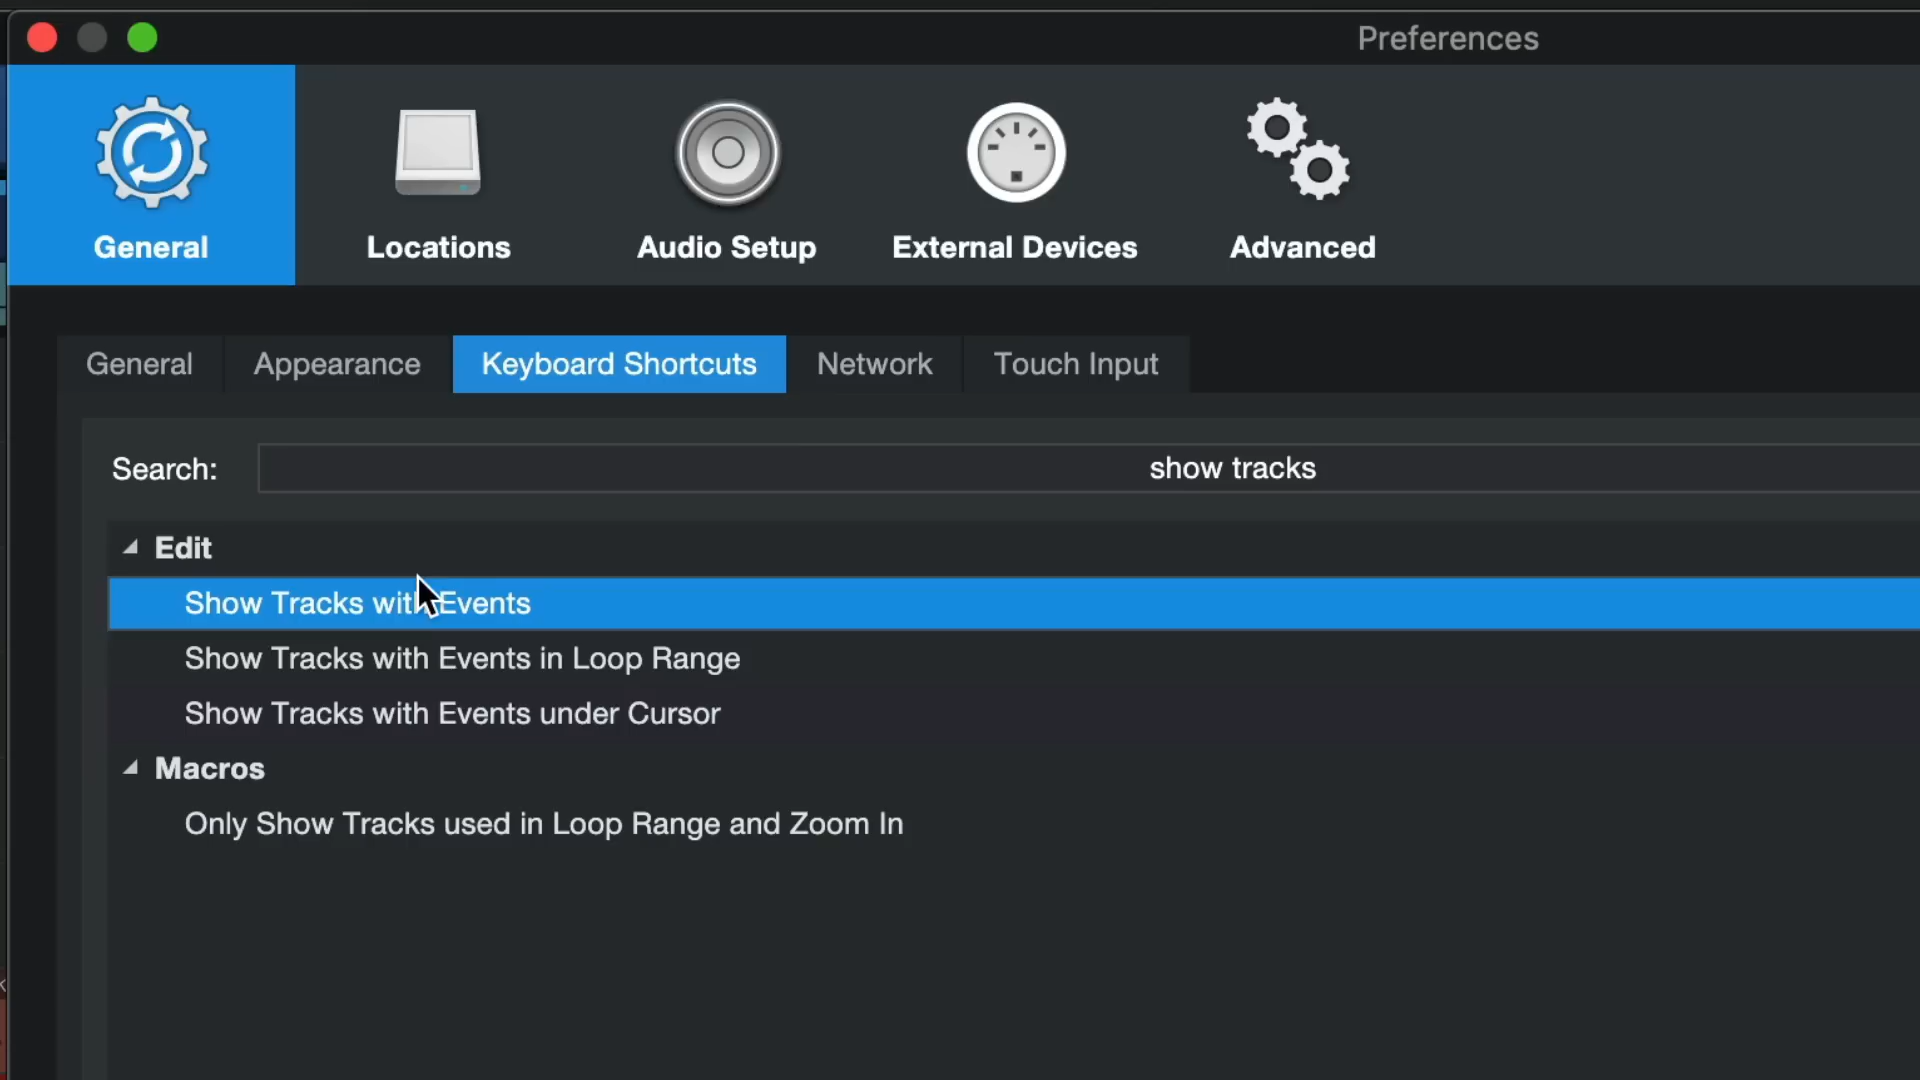 Preferences
General
Locations
Audio Setup
External Devices
Advanced
General
Appearance
Keyboard Shortcuts
Network
Touch Input
Search:
show tracks
Edit
Show Tracks with Events
Show Tracks with Events in Loop Range
Show Tracks with Events under Cursor
Macros
Only Show Tracks used in Loop Range and Zoom In